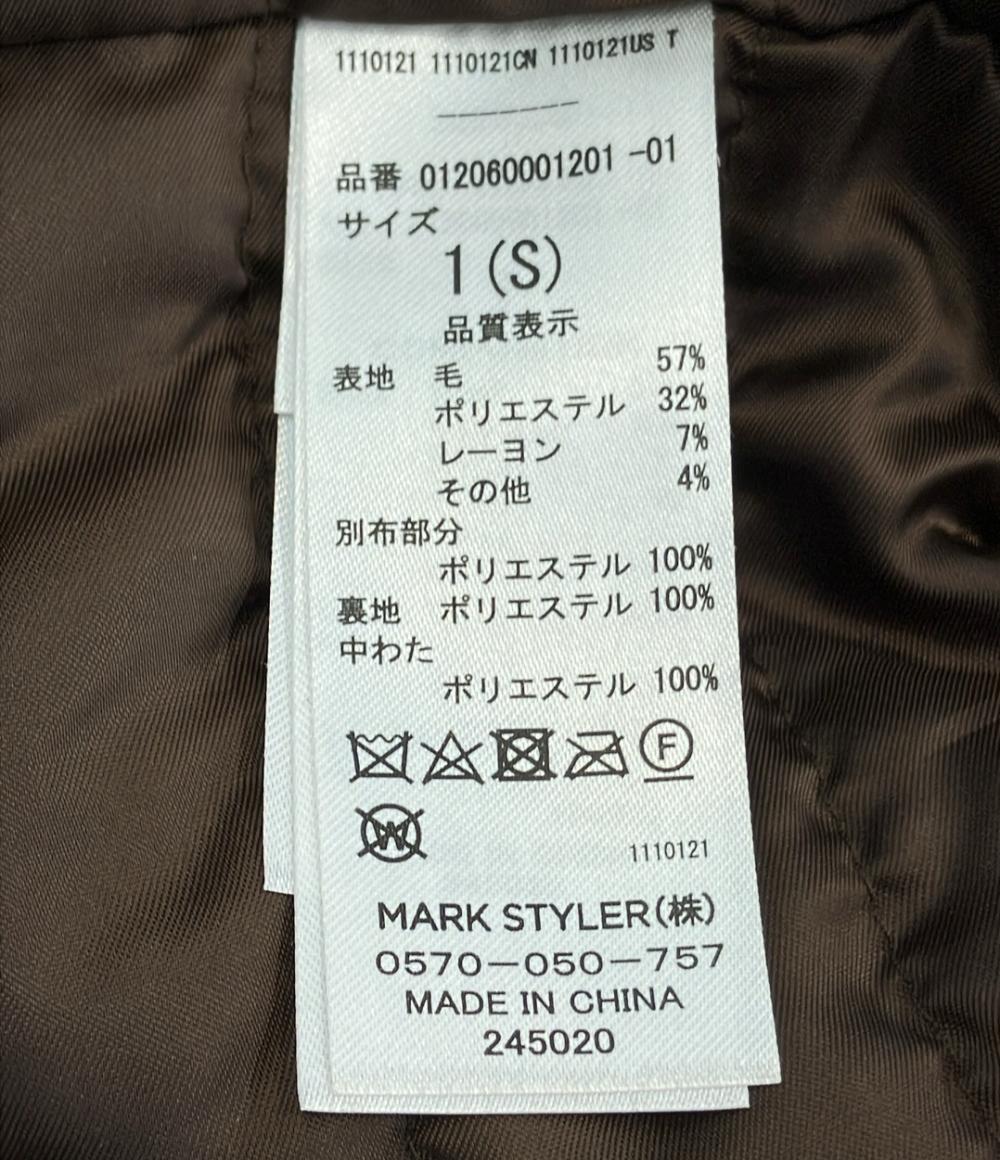 1110121 1110121CN 1110121US T
-------
品番 012060001201 -01
サイズ
1(S)
品質表示
表地 毛 57%
ポリエステル 32%
レーヨン 7%
その他 4%
別布部分
ポリエステル 100%
裏地 ポリエステル 100%
中わた
ポリエステル 100%
F
W
1110121
MARK STYLER(株)
0570-050-757
MADE IN CHINA
245020